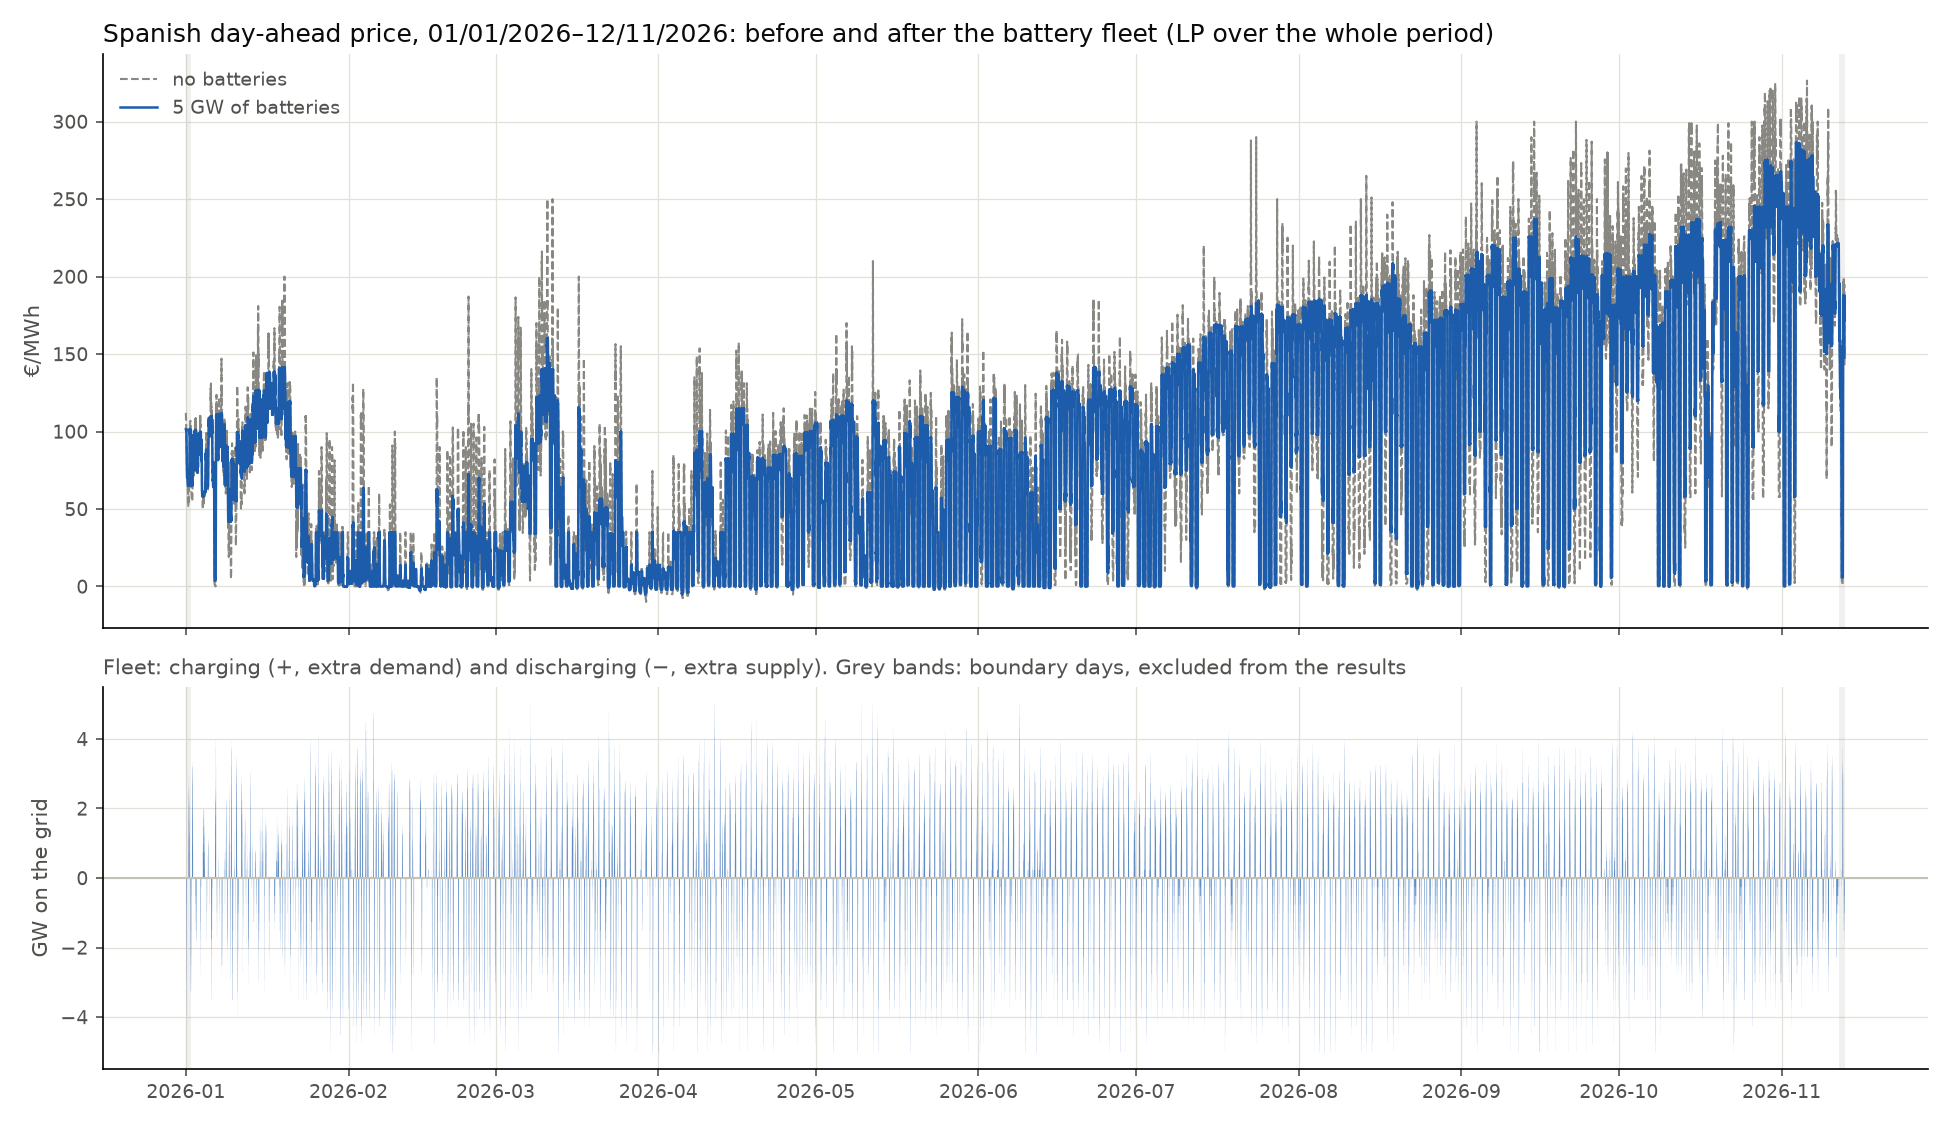 Spanish day-ahead price, 01/01/2026–12/11/2026: before and after the battery fleet (LP over the whole period)
no batteries
5 GW of batteries
€/MWh
300
250
200
150
100
50
0
Fleet: charging (+, extra demand) and discharging (−, extra supply). Grey bands: boundary days, excluded from the results
GW on the grid
4
2
0
−2
−4
2026-01 2026-02 2026-03 2026-04 2026-05 2026-06 2026-07 2026-08 2026-09 2026-10 2026-11